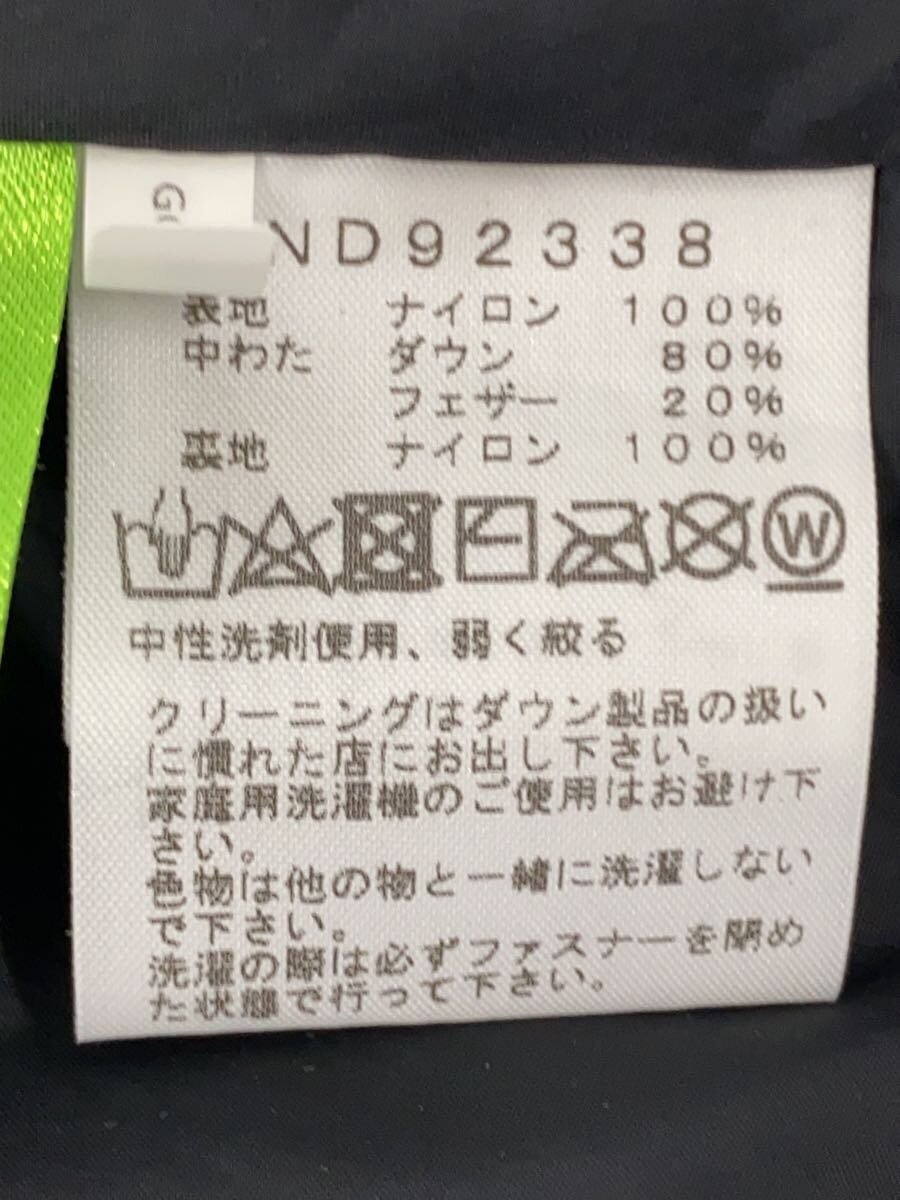 ND92338
表地 ナイロン 100%
中わた ダウン 80%
フェザー 20%
裏地 ナイロン 100%
W
中性洗剤使用、弱く絞る
クリーニングはダウン製品の扱い
に慣れた店にお出し下さい。
家庭用洗濯機のご使用はお避け下
さい。
色物は他の物と一緒に洗濯しない
で下さい。
洗濯の際は必ずファスナーを閉め
た状態で行って下さい。